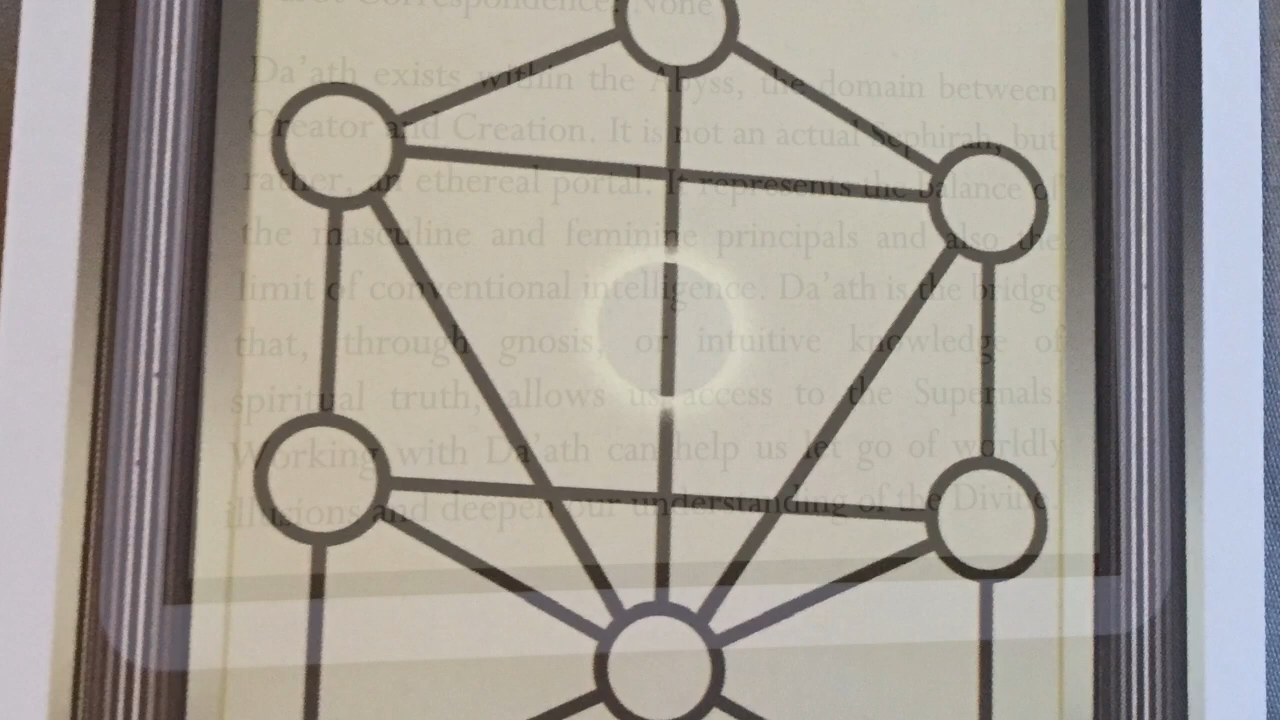 Correspondence: None
Da'ath exists within the Abyss, the domain between
Creator and Creation. It is not an actual Sephirah, but
rather, an ethereal portal. It represents the balance of
the masculine and feminine principals and also the
limit of conventional intelligence. Da'ath is the bridge
that, through gnosis, or intuitive knowledge of
spiritual truth, allows us access to the Supernals.
Working with Da'ath can help us let go of worldly
illusions and deepen our understanding of the Divine.